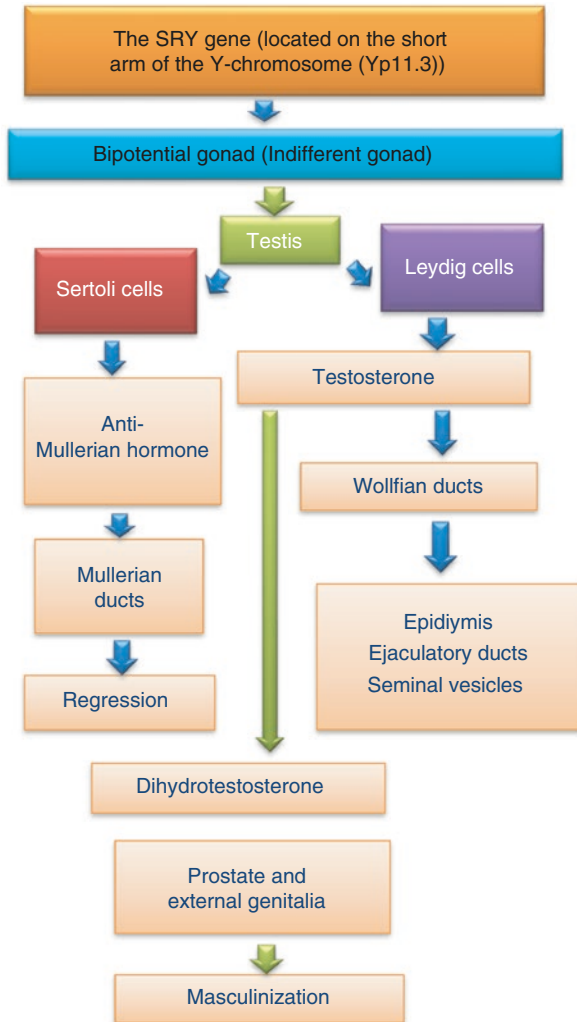 The SRY gene (located on the short
arm of the Y-chromosome (Yp11.3))
Bipotential gonad (Indifferent gonad)
Testis
Sertoli cells
Leydig cells
Testosterone
Anti-
Mullerian hormone
Wollfian ducts
Mullerian
ducts
Epidiymis
Ejaculatory ducts
Seminal vesicles
Regression
Dihydrotestosterone
Prostate and
external genitalia
Masculinization